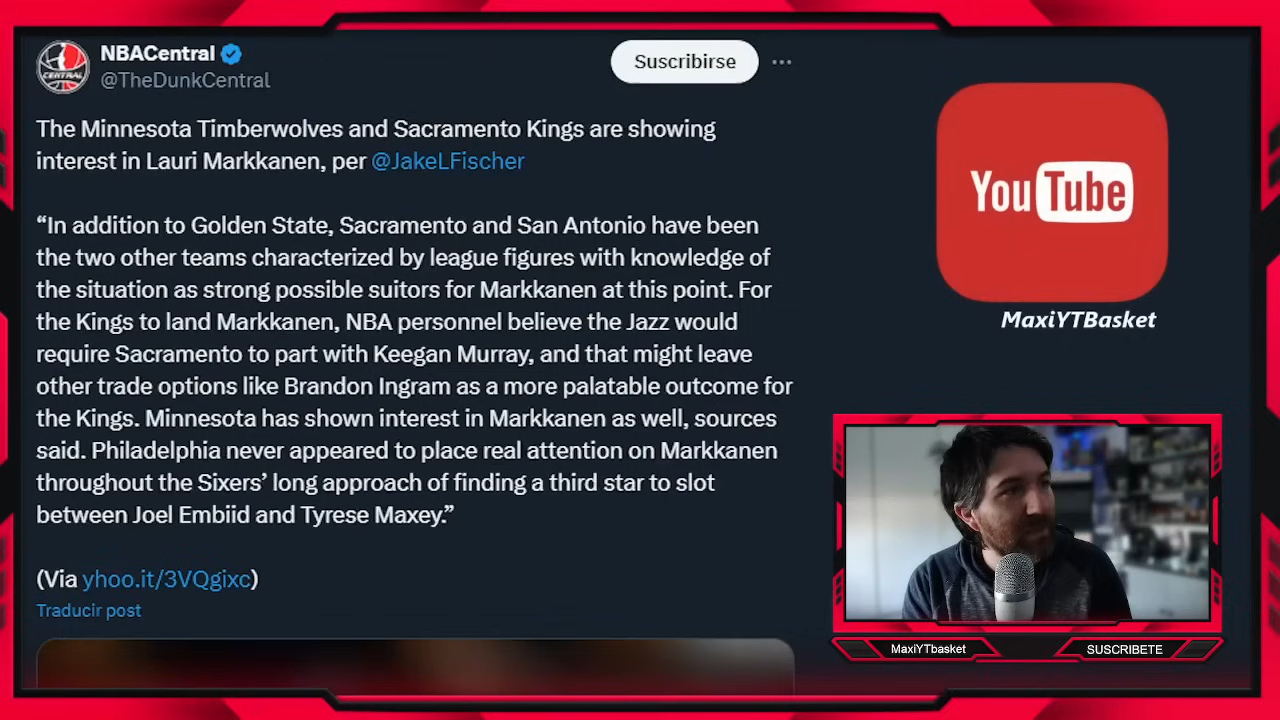 NBACentral
@TheDunkCentral
Suscribirse
The Minnesota Timberwolves and Sacramento Kings are showing
interest in Lauri Markkanen, per @JakeLFischer
“In addition to Golden State, Sacramento and San Antonio have been
the two other teams characterized by league figures with knowledge of
the situation as strong possible suitors for Markkanen at this point. For
the Kings to land Markkanen, NBA personnel believe the Jazz would
require Sacramento to part with Keegan Murray, and that might leave
other trade options like Brandon Ingram as a more palatable outcome for
the Kings. Minnesota has shown interest in Markkanen as well, sources
said. Philadelphia never appeared to place real attention on Markkanen
throughout the Sixers’ long approach of finding a third star to slot
between Joel Embiid and Tyrese Maxey.”
(Via yhoo.it/3VQgixc)
Traducir post
CENTRAL
YouTube
MaxiYTBasket
MaxiYTbasket
SUSCRIBETE